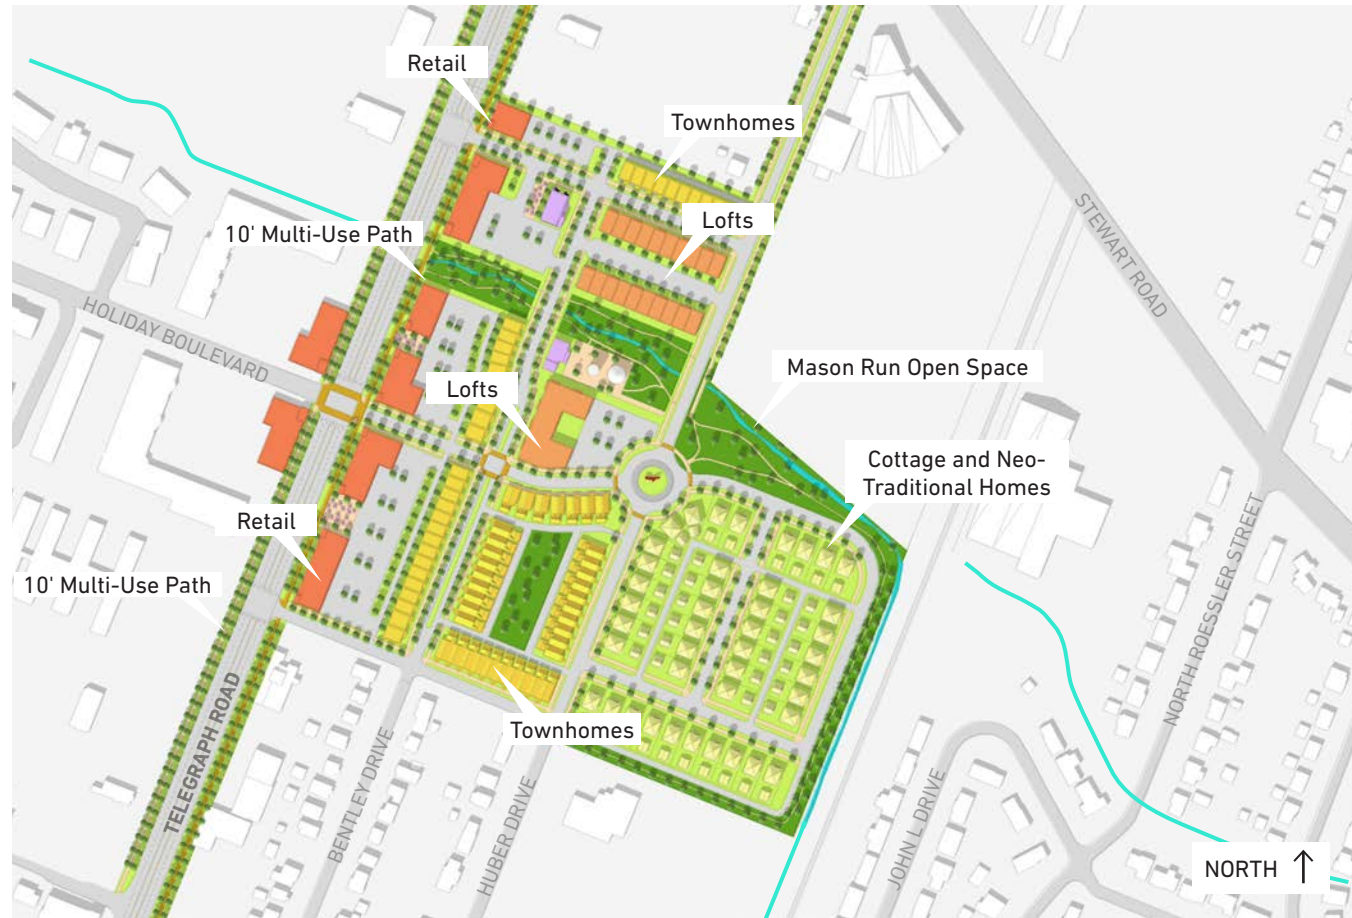 Retail
Townhomes
Lofts
10' Multi-Use Path
STEWART ROAD
HOLIDAY BOULEVARD
Mason Run Open Space
Lofts
Cottage and Neo-
Traditional Homes
Retail
10' Multi-Use Path
NORTH ROESSLER STREET
TELEGRAPH ROAD
Townhomes
BENTLEY DRIVE
HUBER DRIVE
JOHN L DRIVE
NORTH ↑